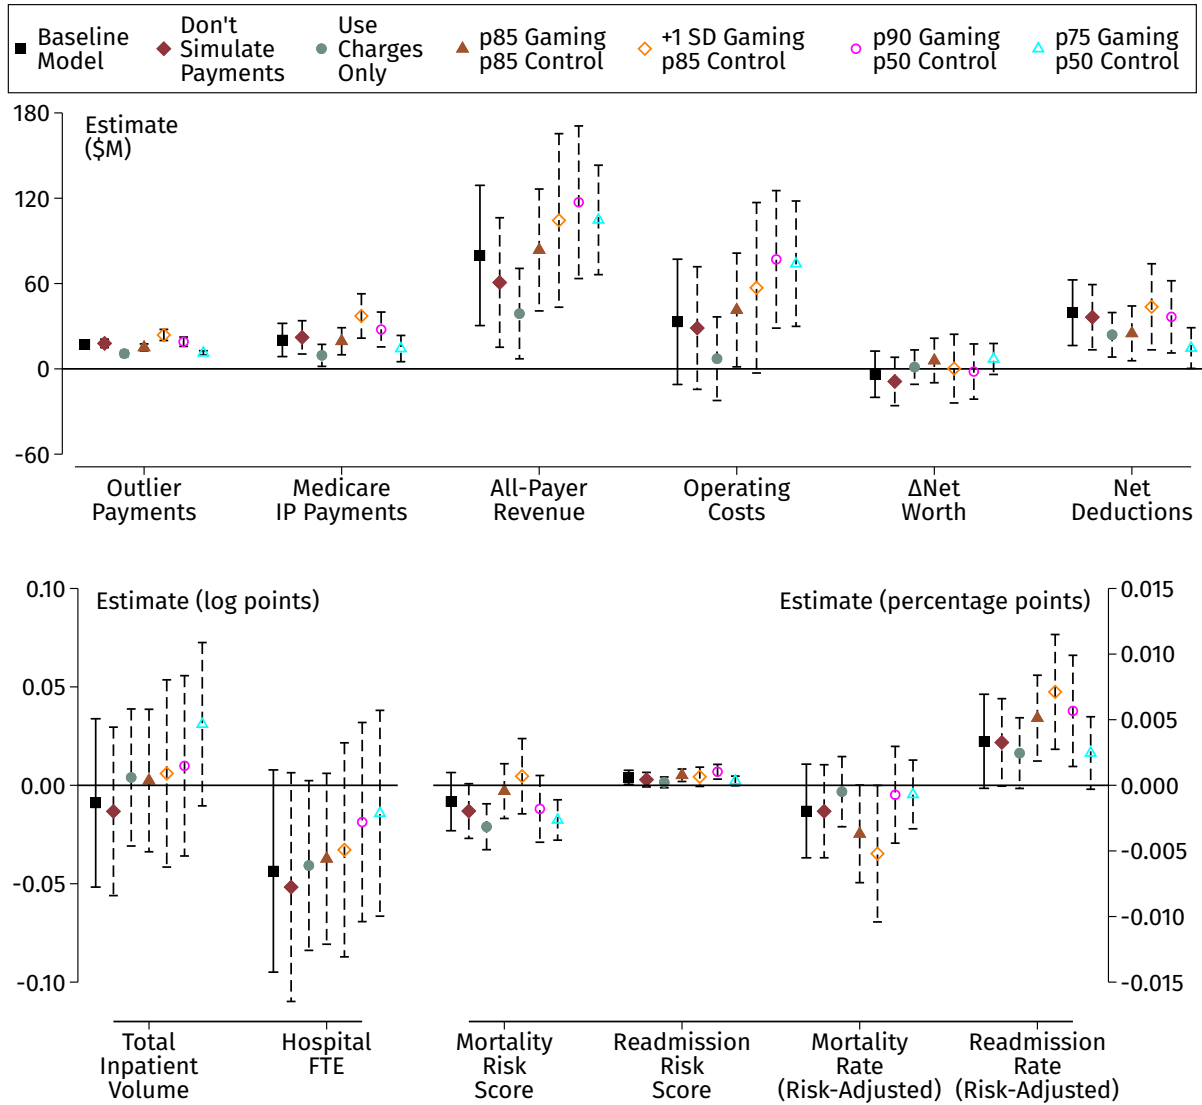 Baseline
Model
Don't
Simulate
Payments
Use
Charges
Only
p85 Gaming
p85 Control
+1 SD Gaming
p85 Control
p90 Gaming
p50 Control
p75 Gaming
p50 Control
Estimate
($M)
180
120
60
0
-60
Outlier
Payments
Medicare
IP Payments
All-Payer
Revenue
Operating
Costs
ΔNet
Worth
Net
Deductions
Estimate (log points)
Estimate (percentage points)
0.10
0.05
0.00
-0.05
-0.10
0.015
0.010
0.005
0.000
-0.005
-0.010
-0.015
Total
Inpatient
Volume
Hospital
FTE
Mortality
Risk
Score
Readmission
Risk
Score
Mortality
Rate
(Risk-Adjusted)
Readmission
Rate
(Risk-Adjusted)